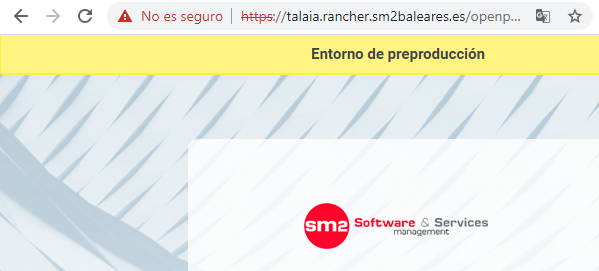 No es seguro | https://talaia.rancher.sm2baleares.es/openp...
Entorno de preproducción
sm2 Software & Services
management